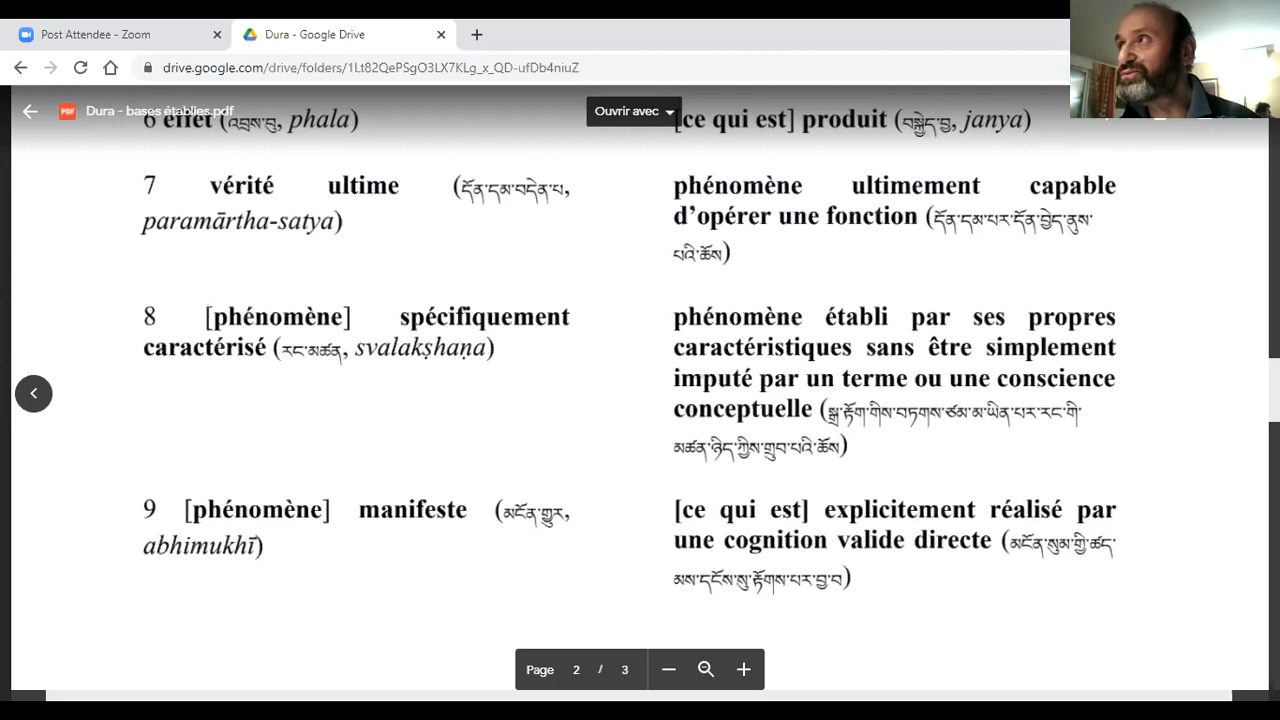 Post Attendee - Zoom
Dura - Google Drive
drive.google.com/drive/folders/1Lt82QePSgO3LX7KLg_x_QD-ufDb4niuZ
Dura - bases établies.pdf
Ouvrir avec
6 effet (འབྲས་བུ, phala)
[ce qui est] produit (བསྐྱེད་བྱ, janya)
7 vérité ultime (དོན་དམ་བདེན་པ,
paramārtha-satya)
phénomène ultimement capable
d’opérer une fonction (དོན་དམ་པར་དོན་བྱེད་ནུས་
པའི་ཆོས)
8 [phénomène] spécifiquement
caractérisé (རང་མཚན, svalakṣhaṇa)
phénomène établi par ses propres
caractéristiques sans être simplement
imputé par un terme ou une conscience
conceptuelle (སྒྲ་རྟོག་གིས་བཏགས་ཙམ་མ་ཡིན་པར་རང་གི་
མཚན་ཉིད་ཀྱིས་གྲུབ་པའི་ཆོས)
9 [phénomène] manifeste (མངོན་གྱུར,
abhimukhī)
[ce qui est] explicitement réalisé par
une cognition valide directe (མངོན་སུམ་གྱི་ཚད་
མས་དངོས་སུ་རྟོགས་པར་བྱ་བ)
Page 2 / 3